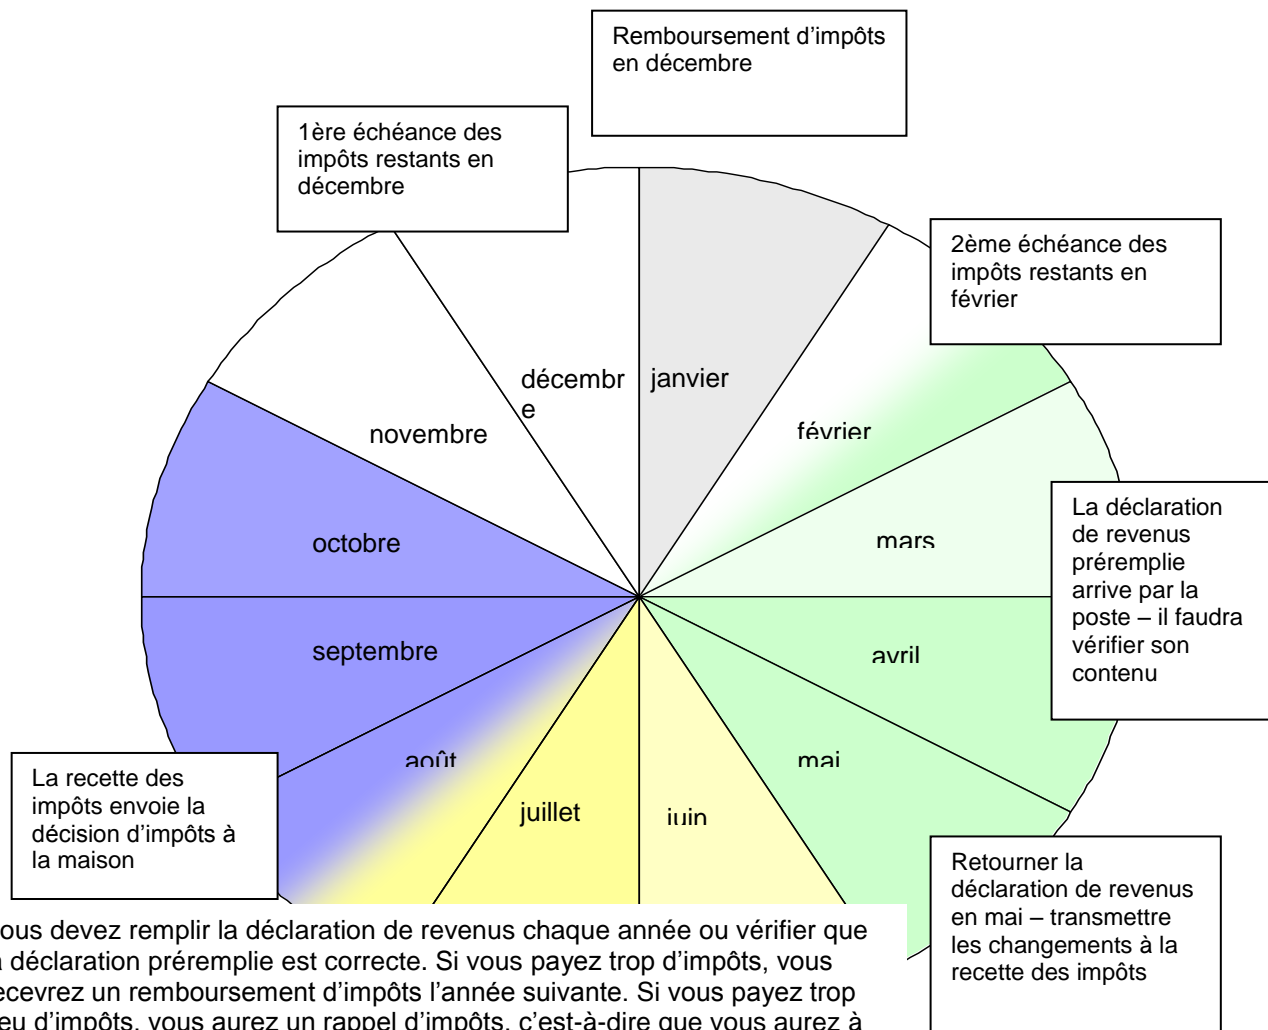 Remboursement d'impôts
en décembre
1ère échéance des
impôts restants en
décembre
2ème échéance des
impôts restants en
février
décembr
e
janvier
novembre
février
octobre
mars
La déclaration
de revenus
préremplie
arrive par la
poste – il faudra
vérifier son
contenu
septembre
avril
août
mai
La recette des
impôts envoie la
décision d'impôts à
la maison
juillet
juin
Retourner la
déclaration de revenus
en mai – transmettre
les changements à la
recette des impôts
ous devez remplir la déclaration de revenus chaque année ou vérifier que
a déclaration préremplie est correcte. Si vous payez trop d'impôts, vous
ecevrez un remboursement d'impôts l'année suivante. Si vous payez trop
eu d'impôts, vous aurez un rappel d'impôts, c'est-à-dire que vous aurez à